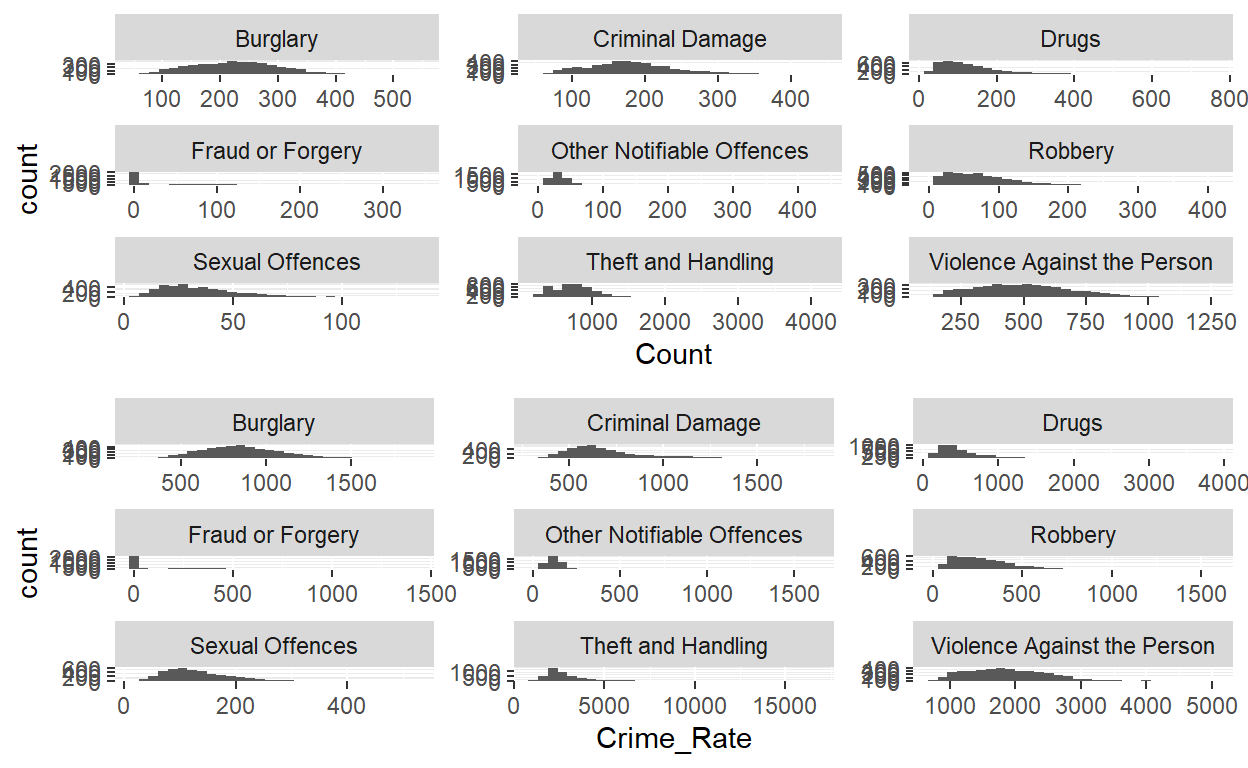 Burglary Criminal Damage Drugs
100 200 300 400 500 100 200 300 400 0 200 400 600 800
Fraud or Forgery Other Notifiable Offences Robbery
0 100 200 300 0 100 200 300 400 0 100 200 300 400
count
Sexual Offences Theft and Handling Violence Against the Person
0 50 100 1000 2000 3000 4000 250 500 750 1000 1250
Count
Burglary Criminal Damage Drugs
500 1000 1500 500 1000 1500 0 1000 2000 3000 4000
Fraud or Forgery Other Notifiable Offences Robbery
0 500 1000 1500 0 500 1000 1500 0 500 1000 1500
count
Sexual Offences Theft and Handling Violence Against the Person
0 200 400 0 5000 10000 15000 1000 2000 3000 4000 5000
Crime_Rate